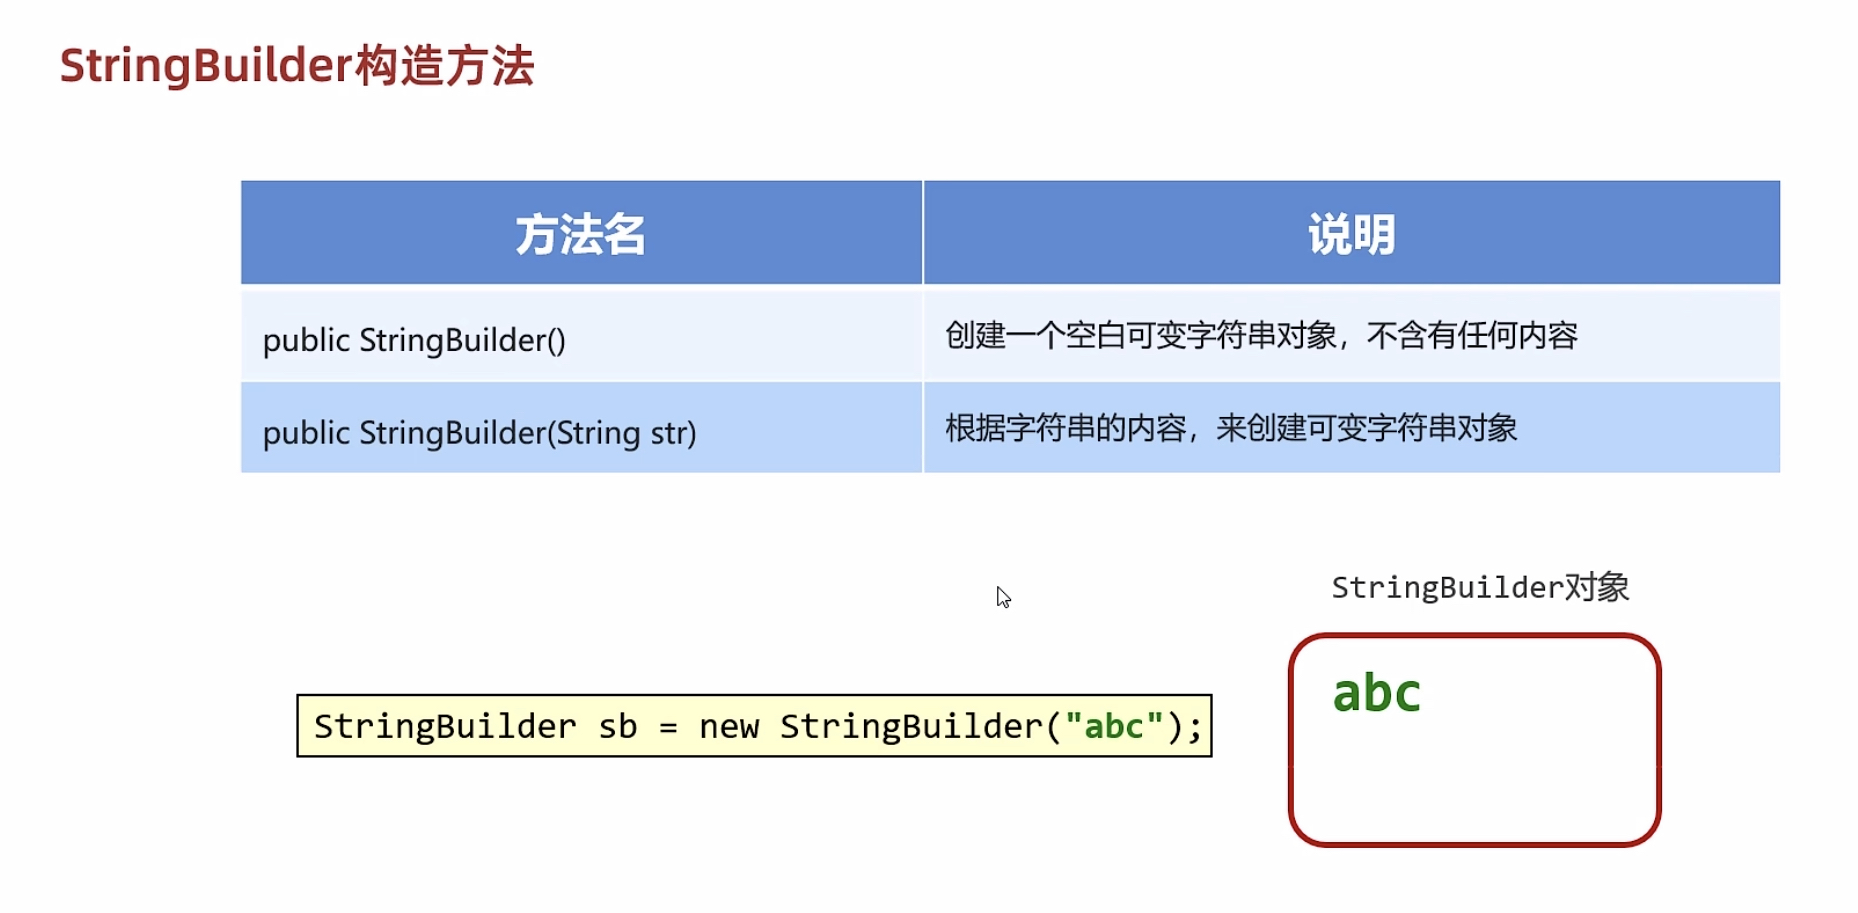 StringBuilder构造方法
方法名 说明
public StringBuilder() 创建一个空白可变字符串对象，不含有任何内容
public StringBuilder(String str) 根据字符串的内容，来创建可变字符串对象
StringBuilder对象
abc
StringBuilder sb = new StringBuilder("abc");